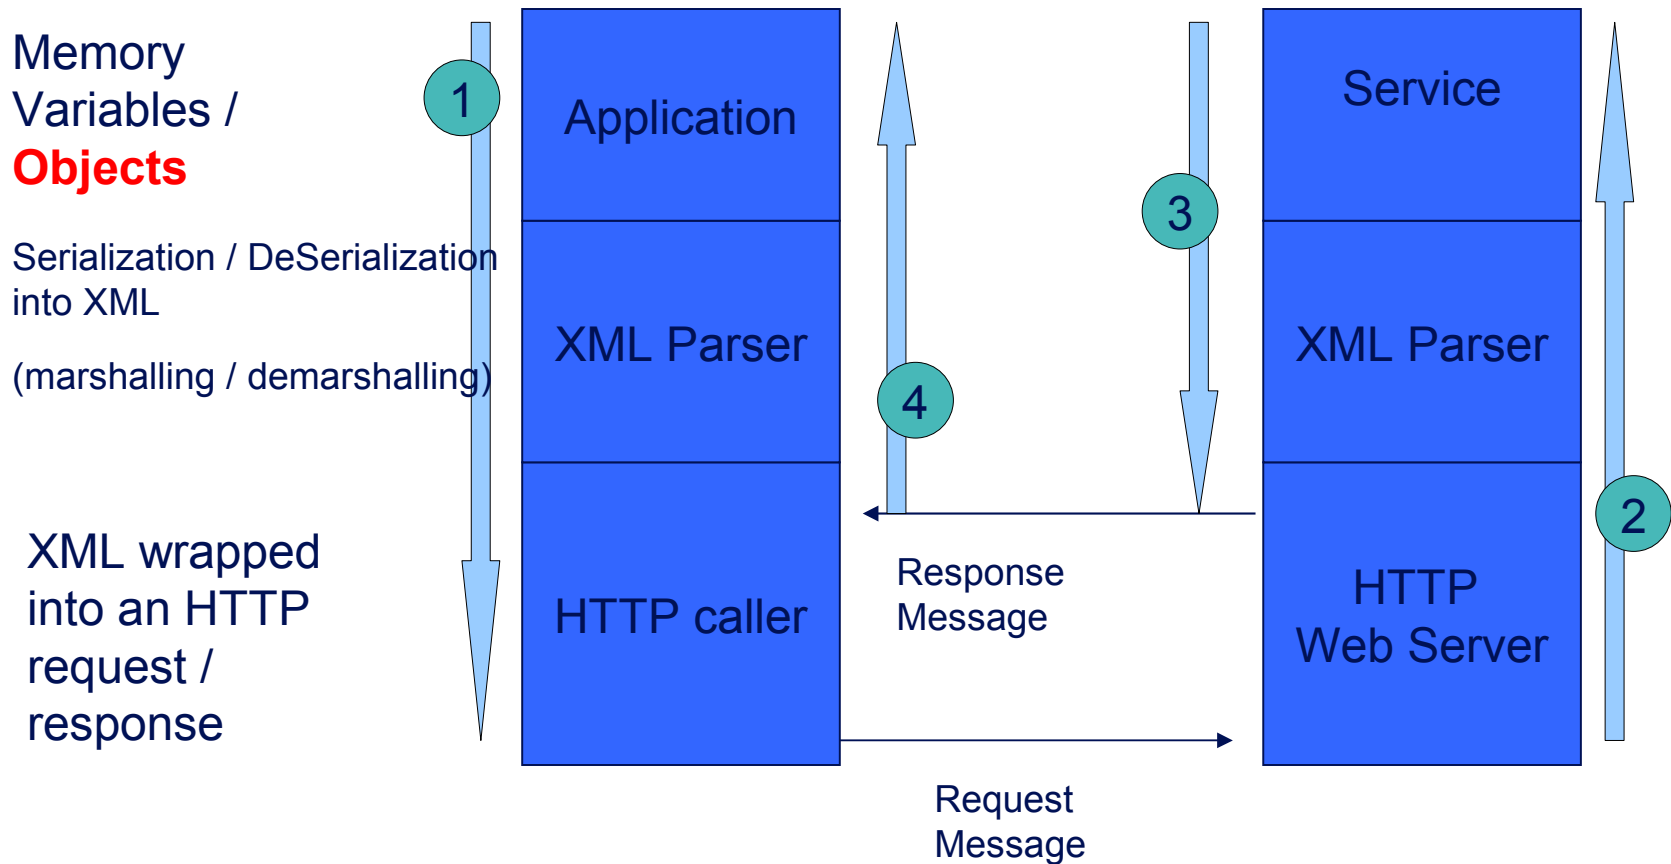 Memory
Variables /
Objects
Serialization / DeSerialization
into XML
(marshalling / demarshalling)
XML wrapped
into an HTTP
request /
response
1
Application
XML Parser
HTTP caller
4
3
Response
Message
Request
Message
Service
XML Parser
HTTP
Web Server
2